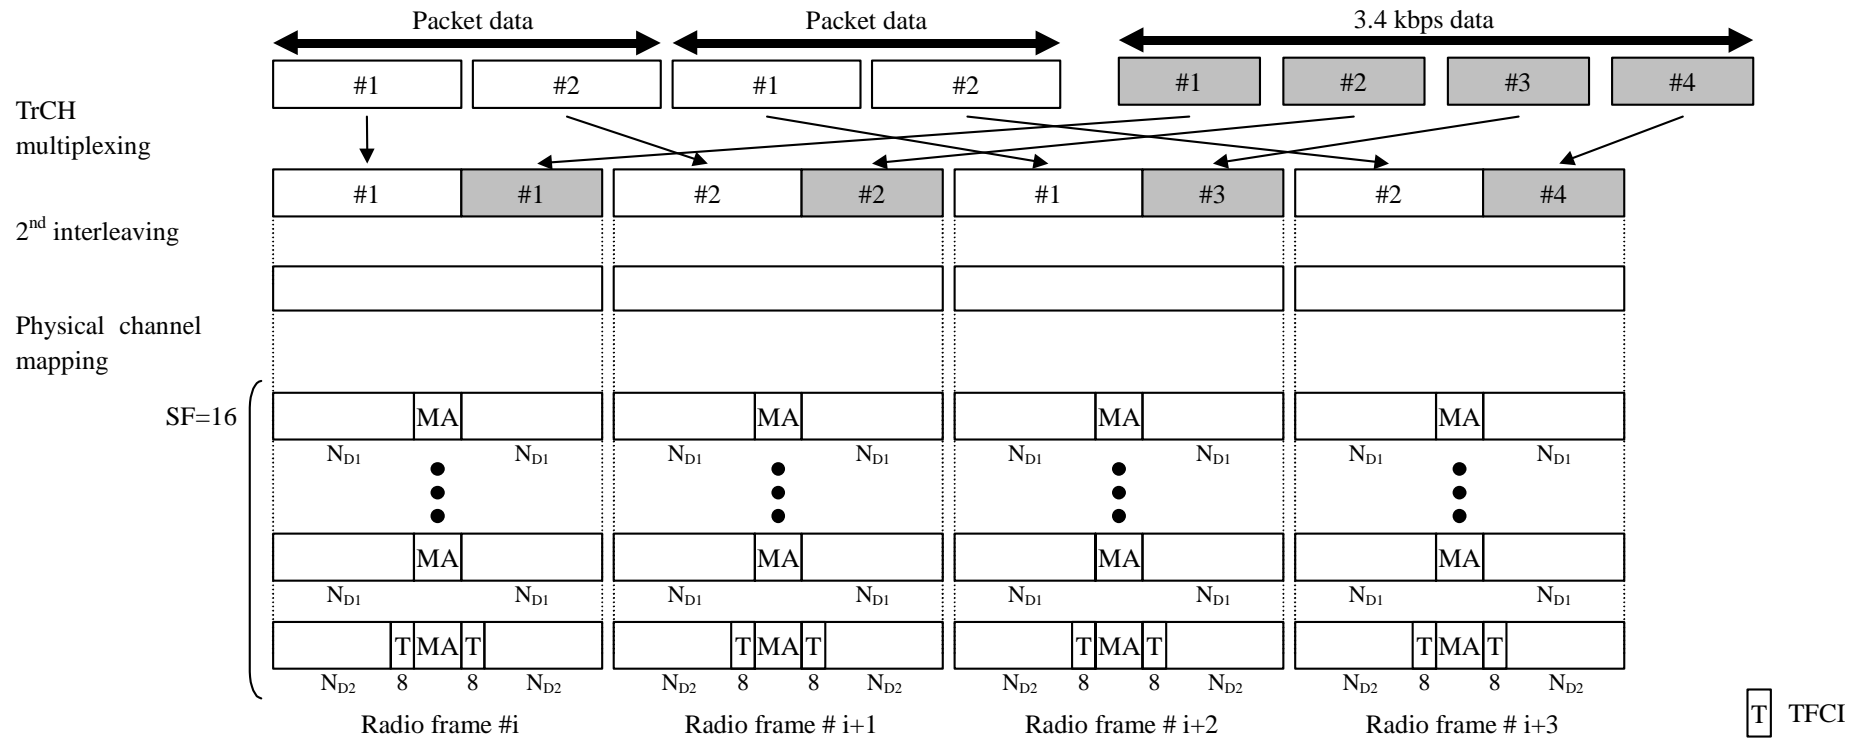 Packet data Packet data 3.4 kbps data
#1 #2 #1 #2 #1 #2 #3 #4
TrCH
multiplexing
#1 #1 #2 #2 #1 #3 #2 #4
2nd interleaving
Physical channel
mapping
SF=16 MA MA MA MA
ND1 ND1 ND1 ND1 ND1 ND1 ND1 ND1
MA MA MA MA
ND1 ND1 ND1 ND1 ND1 ND1 ND1 ND1
T MA T T MA T T MA T T MA T
ND2 8 8 ND2 ND2 8 8 ND2 ND2 8 8 ND2 ND2 8 8 ND2
Radio frame #i Radio frame # i+1 Radio frame # i+2 Radio frame # i+3
T TFCI